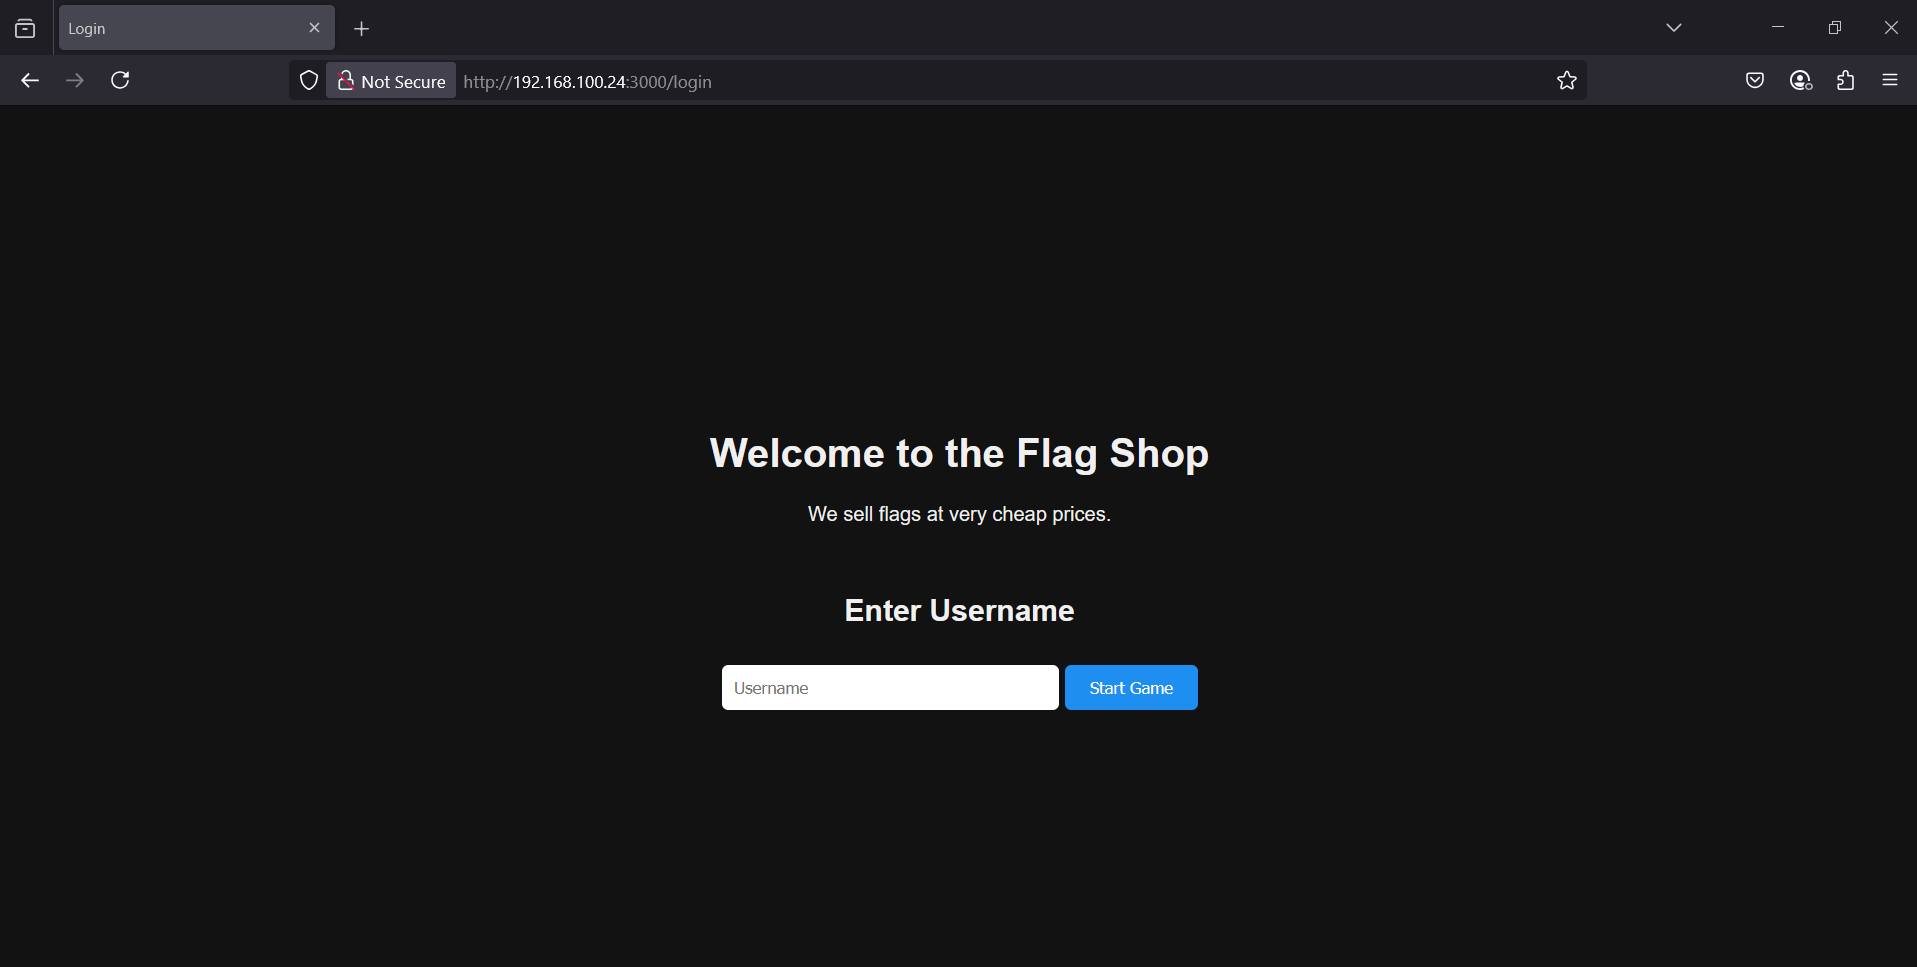 Login
Not Secure http://192.168.100.24:3000/login
Welcome to the Flag Shop
We sell flags at very cheap prices.
Enter Username
Username
Start Game